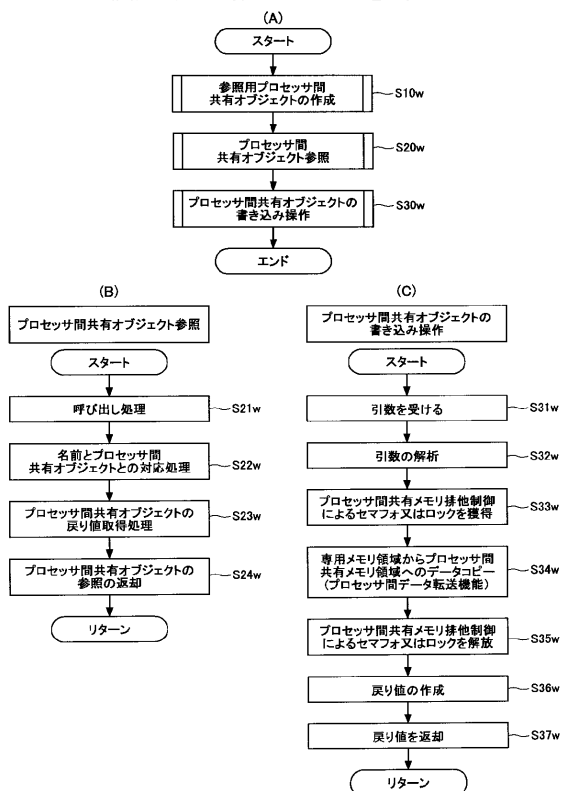 (A)
スタート
参照用プロセッサ間
共有オブジェクトの作成
S10w
プロセッサ間
共有オブジェクト参照
S20w
プロセッサ間共有オブジェクトの
書き込み操作
S30w
エンド
(B)
プロセッサ間共有オブジェクト参照
スタート
呼び出し処理
S21w
名前とプロセッサ間
共有オブジェクトとの対応処理
S22w
プロセッサ間共有オブジェクトの
戻り値取得処理
S23w
プロセッサ間共有オブジェクトの
参照の返却
S24w
リターン
(C)
プロセッサ間共有オブジェクトの
書き込み操作
スタート
引数を受ける
S31w
引数の解析
S32w
プロセッサ間共有メモリ排他制御
によるセマフォ又はロックを獲得
S33w
専用メモリ領域からプロセッサ間
共有メモリ領域へのデータコピー
(プロセッサ間データ転送機能)
S34w
プロセッサ間共有メモリ排他制御
によるセマフォ又はロックを解放
S35w
戻り値の作成
S36w
戻り値を返却
S37w
リターン